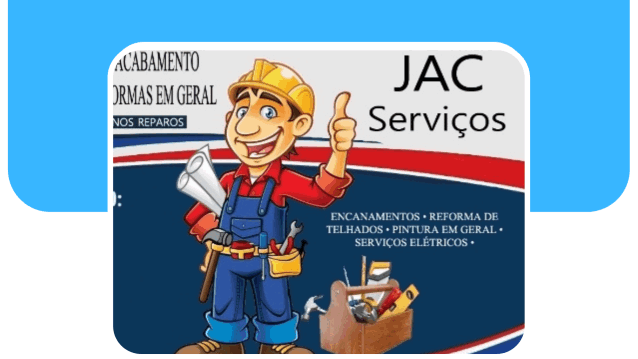 ACABAMENTO
ORMAS EM GERAL
NOS REPAROS
JAC
Serviços
ENCANAMENTOS • REFORMA DE
TELHADOS • PINTURA EM GERAL •
SERVIÇOS ELÉTRICOS •